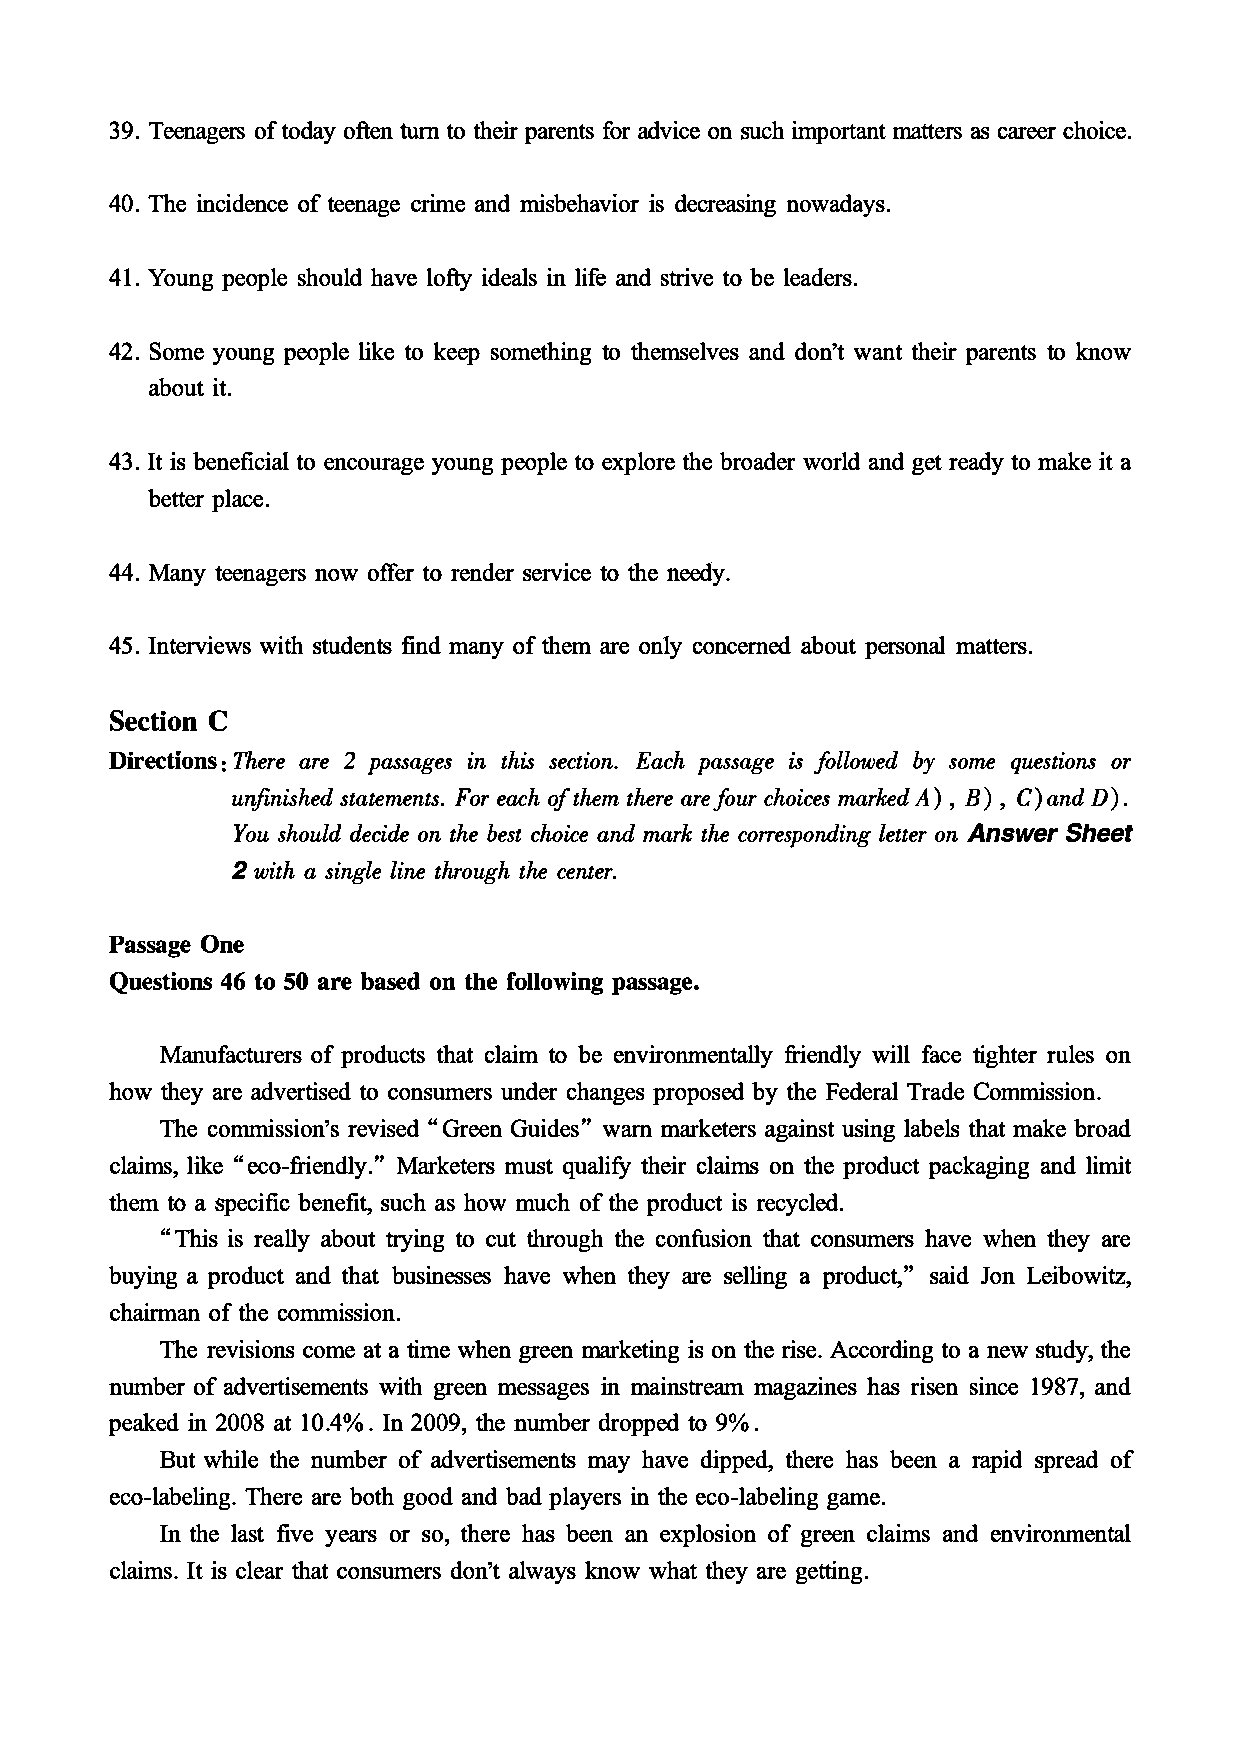 39. Teenagers of today often turn to their parents for advice on such important matters as career choice.
40. The incidence of teenage crime and misbehavior is decreasing nowadays.
41. Young people should have lofty ideals in life and strive to be leaders.
42. Some young people like to keep something to themselves and don’t want their parents to know
about it.
43. It is beneficial to encourage young people to explore the broader world and get ready to make it a
better place.
44. Many teenagers now offer to render service to the needy.
45. Interviews with students find many of them are only concerned about personal matters.
Section C
Directions: There are 2 passages in this section. Each passage is followed by some questions or
unfinished statements. For each of them there are four choices marked A), B), C) and D).
You should decide on the best choice and mark the corresponding letter on Answer Sheet
2 with a single line through the center.
Passage One
Questions 46 to 50 are based on the following passage.
Manufacturers of products that claim to be environmentally friendly will face tighter rules on
how they are advertised to consumers under changes proposed by the Federal Trade Commission.
The commission’s revised “Green Guides” warn marketers against using labels that make broad
claims, like “eco-friendly.” Marketers must qualify their claims on the product packaging and limit
them to a specific benefit, such as how much of the product is recycled.
“This is really about trying to cut through the confusion that consumers have when they are
buying a product and that businesses have when they are selling a product,” said Jon Leibowitz,
chairman of the commission.
The revisions come at a time when green marketing is on the rise. According to a new study, the
number of advertisements with green messages in mainstream magazines has risen since 1987, and
peaked in 2008 at 10.4%. In 2009, the number dropped to 9%.
But while the number of advertisements may have dipped, there has been a rapid spread of
eco-labeling. There are both good and bad players in the eco-labeling game.
In the last five years or so, there has been an explosion of green claims and environmental
claims. It is clear that consumers don’t always know what they are getting.